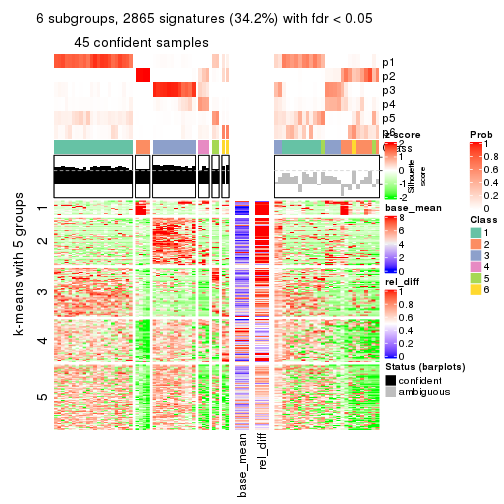 6 subgroups, 2865 signatures (34.2%) with fdr < 0.05
45 confident samples
p1
p2
p3
p4
p5
p6
Class
Silhouette
score
1
2
3
4
5
k-means with 5 groups
base_mean
rel_diff
z-score
2
1
0
-1
-2
base_mean
8
6
4
2
0
rel_diff
1
0.8
0.6
0.4
0.2
0
Status (barplots)
confident
ambiguous
Prob
1
0.8
0.6
0.4
0.2
0
Class
1
2
3
4
5
6